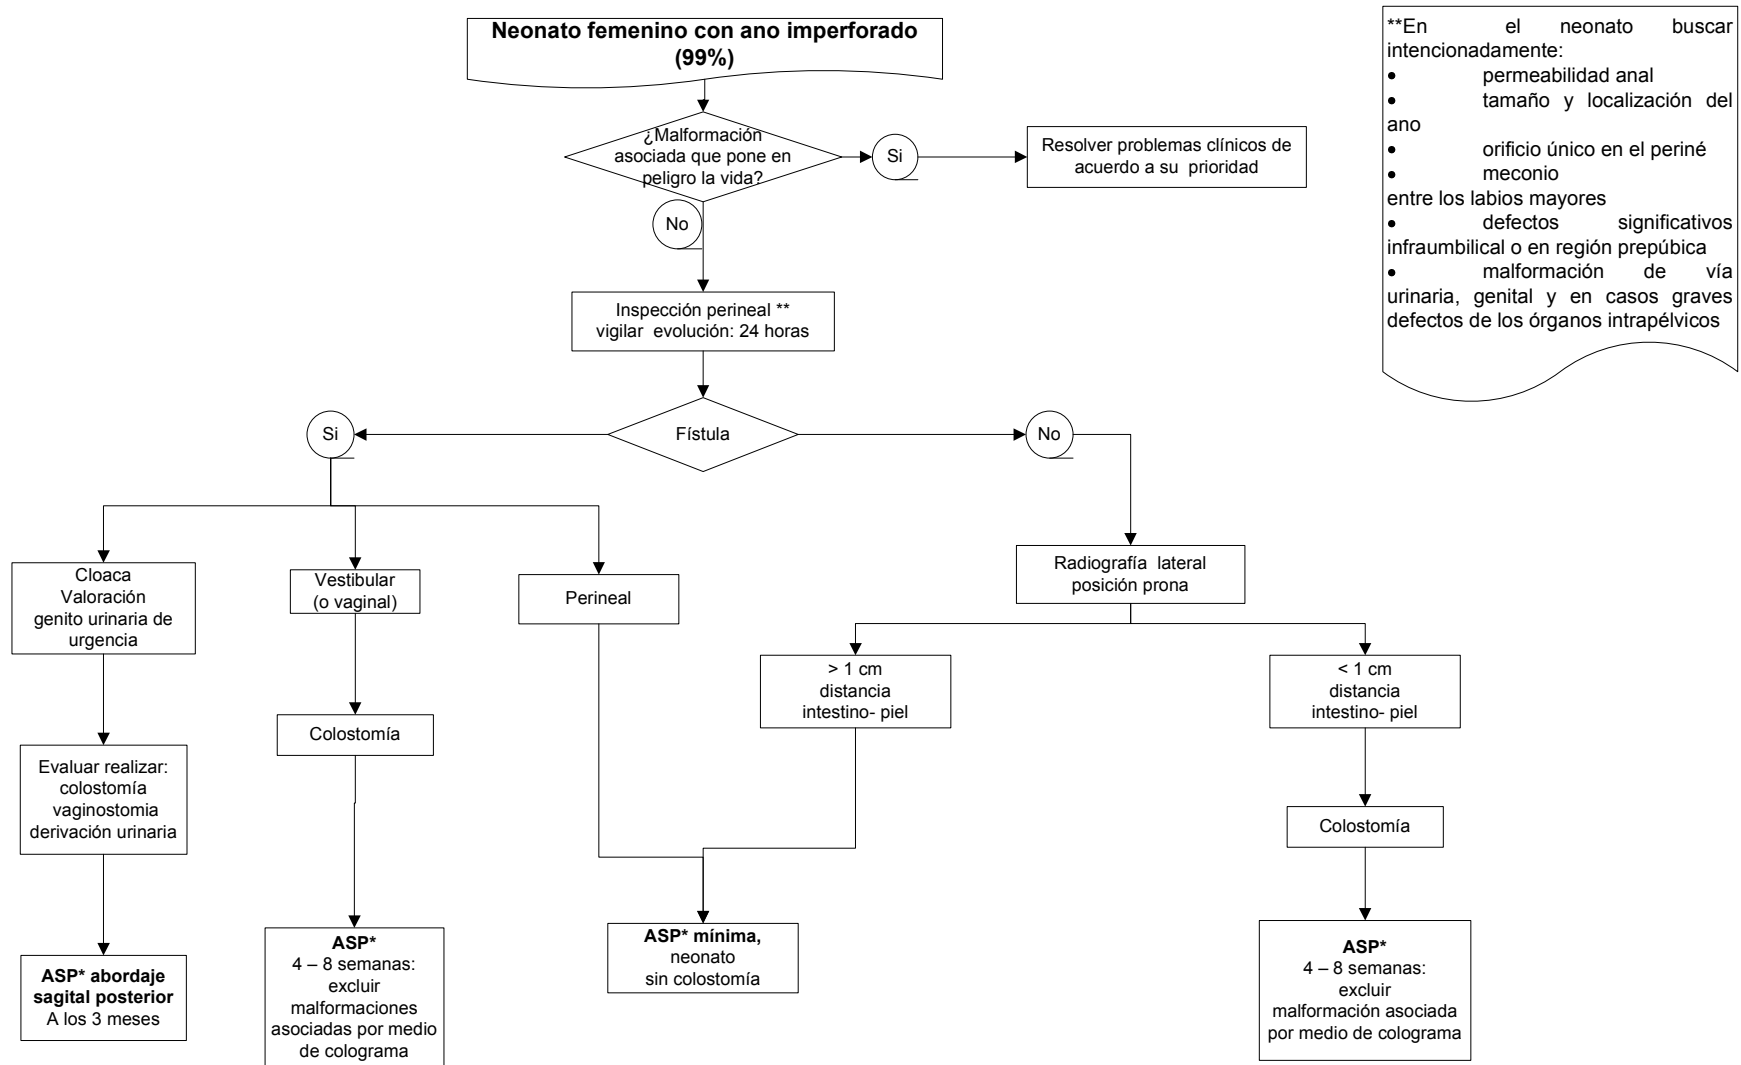 Neonato femenino con ano imperforado
(99%)
¿Malformación
asociada que pone en
peligro la vida?
Si
Resolver problemas clínicos de
acuerdo a su prioridad
No
Inspección perineal **
vigilar evolución: 24 horas
Fístula
Si
No
Cloaca
Valoración
genito urinaria de
urgencia
Vestibular
(o vaginal)
Perineal
Radiografía lateral
posición prona
> 1 cm
distancia
intestino- piel
< 1 cm
distancia
intestino- piel
Evaluar realizar:
colostomía
vaginostomia
derivación urinaria
Colostomía
Colostomía
ASP* abordaje
sagital posterior
A los 3 meses
ASP*
4 – 8 semanas:
excluir
malformaciones
asociadas por medio
de colograma
ASP* mínima,
neonato
sin colostomía
ASP*
4 – 8 semanas:
excluir
malformación asociada
por medio de colograma
**En el neonato buscar
intencionadamente:
• permeabilidad anal
• tamaño y localización del
ano
• orificio único en el periné
• meconio
entre los labios mayores
• defectos significativos
infraumbilical o en región prepúbica
• malformación de vía
urinaria, genital y en casos graves
defectos de los órganos intrapélvicos